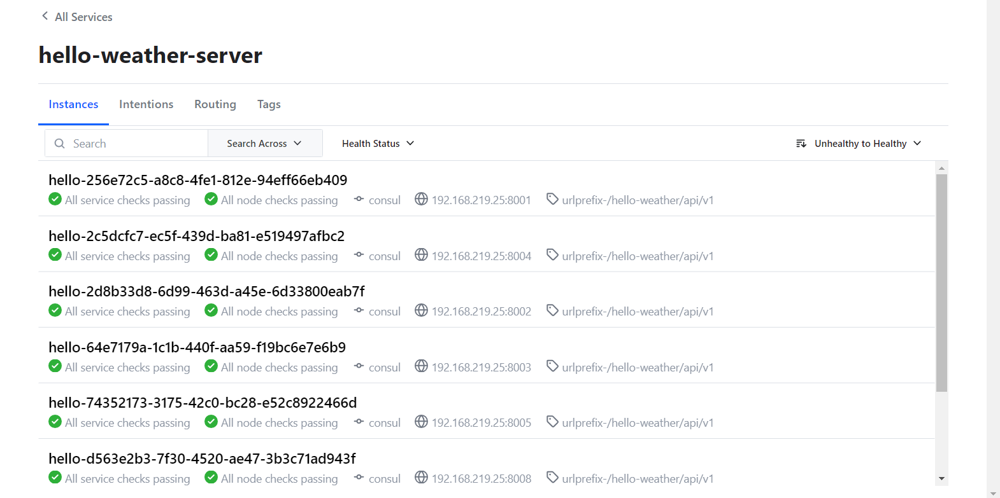 All Services
hello-weather-server
Instances Intentions Routing Tags
Search Search Across Health Status Unhealthy to Healthy
hello-256e72c5-a8c8-4fe1-812e-94eff66eb409
All service checks passing All node checks passing consul 192.168.219.25:8001 urlprefix-/hello-weather/api/v1
hello-2c5dcfc7-ec5f-439d-ba81-e519497afbc2
All service checks passing All node checks passing consul 192.168.219.25:8004 urlprefix-/hello-weather/api/v1
hello-2d8b33d8-6d99-463d-a45e-6d33800eab7f
All service checks passing All node checks passing consul 192.168.219.25:8002 urlprefix-/hello-weather/api/v1
hello-64e7179a-1c1b-440f-aa59-f19bc6e7e6b9
All service checks passing All node checks passing consul 192.168.219.25:8003 urlprefix-/hello-weather/api/v1
hello-74352173-3175-42c0-bc28-e52c8922466d
All service checks passing All node checks passing consul 192.168.219.25:8005 urlprefix-/hello-weather/api/v1
hello-d563e2b3-7f30-4520-ae47-3b3c71ad943f
All service checks passing All node checks passing consul 192.168.219.25:8008 urlprefix-/hello-weather/api/v1